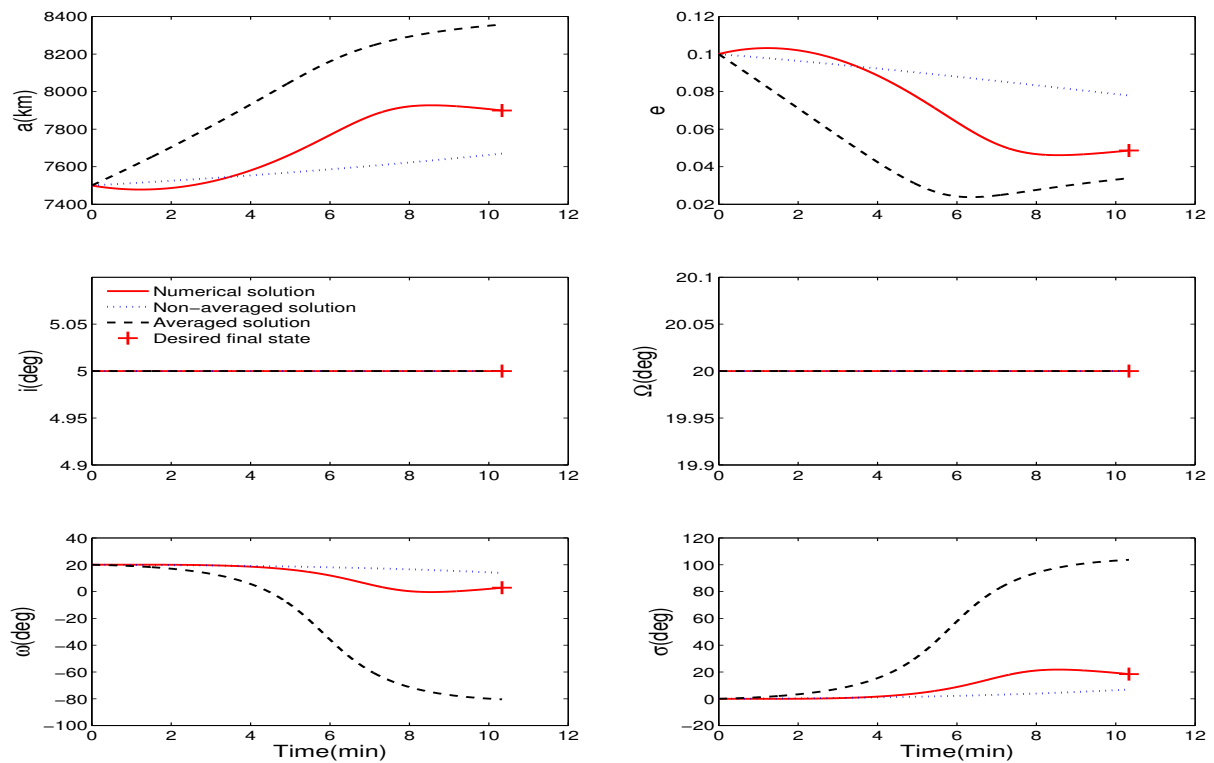 8400
8200
8000
7800
7600
7400
a(km)
0 2 4 6 8 10 12
0.12
0.1
0.08
0.06
0.04
0.02
e
0 2 4 6 8 10 12
5.05
5
4.95
4.9
i(deg)
Numerical solution
Non−averaged solution
Averaged solution
Desired final state
0 2 4 6 8 10 12
20.1
20.05
20
19.95
19.9
Ω(deg)
0 2 4 6 8 10 12
40
20
0
−20
−40
−60
−80
−100
ω(deg)
0 2 4 6 8 10 12
Time(min)
120
100
80
60
40
20
0
−20
σ(deg)
0 2 4 6 8 10 12
Time(min)